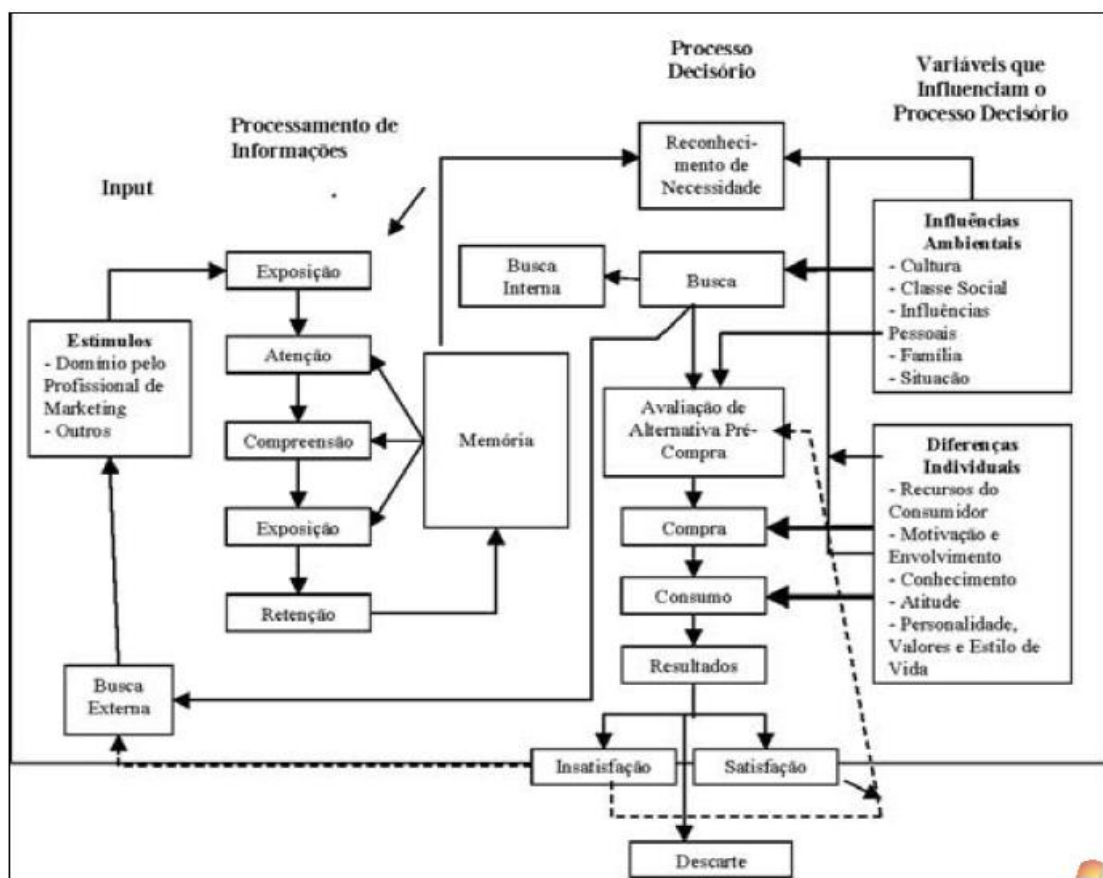 Processo
Decisório
Variáveis que
Influenciam o
Processo Decisório
Processamento de
Informações
Input
Reconheci-
mento de
Necessidade
Influências
Ambientais
- Cultura
- Classe Social
- Influências
Pessoais
- Família
- Situacão
Exposição
Busca
Interna
Busca
Estímulos
- Domínio pelo
Profissional de
Marketing
- Outros
Atenção
Compreensão
Exposição
Retenção
Memória
Avaliação de
Alternativa Pré-
Compra
Diferenças
Individuais
- Recursos do
Consumidor
- Motivação e
Envolvimento
- Conhecimento
- Atitude
- Personalidade,
Valores e Estilo de
Vida
Compra
Consumo
Resultados
Busca
Externa
Insatisfação
Satisfação
Descarte